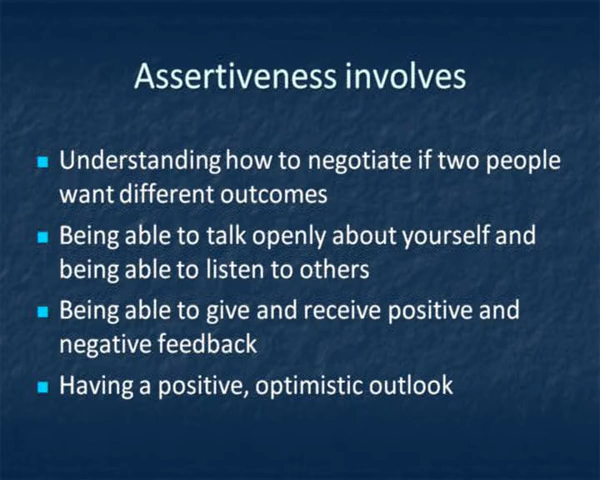 Assertiveness involves
Understanding how to negotiate if two people
want different outcomes
Being able to talk openly about yourself and
being able to listen to others
Being able to give and receive positive and
negative feedback
Having a positive, optimistic outlook